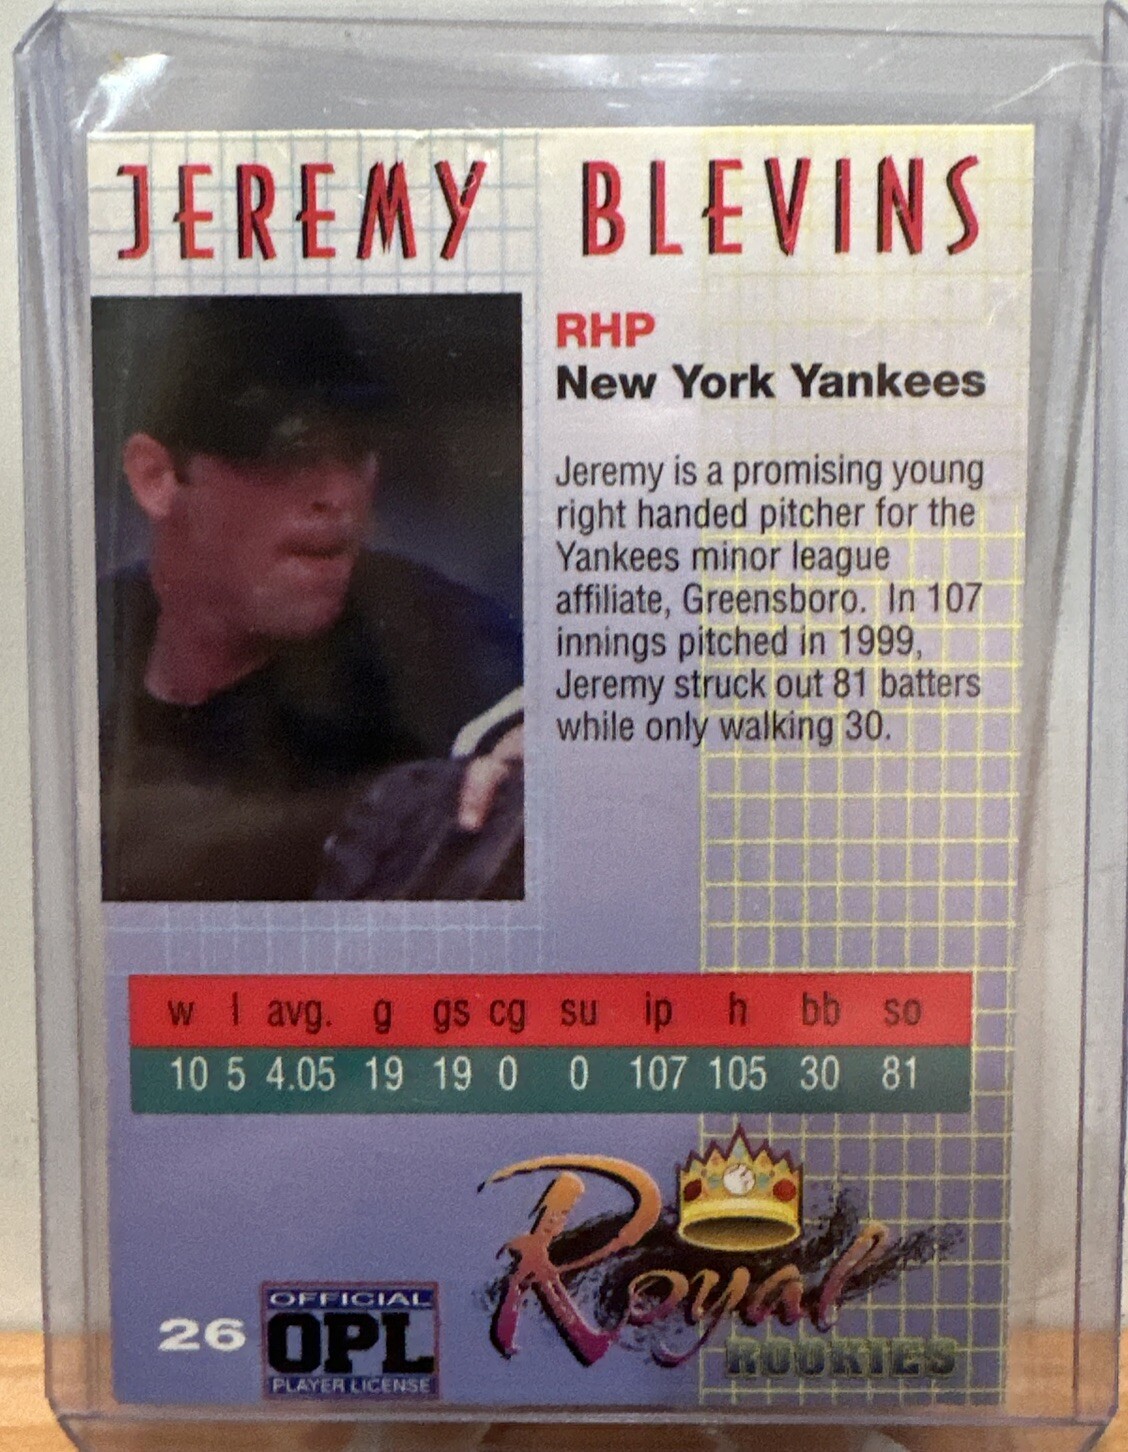 JEREMY BLEVINS
RHP
New York Yankees
Jeremy is a promising young
right handed pitcher for the
Yankees minor league
affiliate, Greensboro. In 107
innings pitched in 1999,
Jeremy struck out 81 batters
while only walking 30.
w l avg. g gs cg su ip h bb so
10 5 4.05 19 19 0 0 107 105 30 81
Royal
ROOKIES
26
OFFICIAL
OPL
PLAYER LICENSE